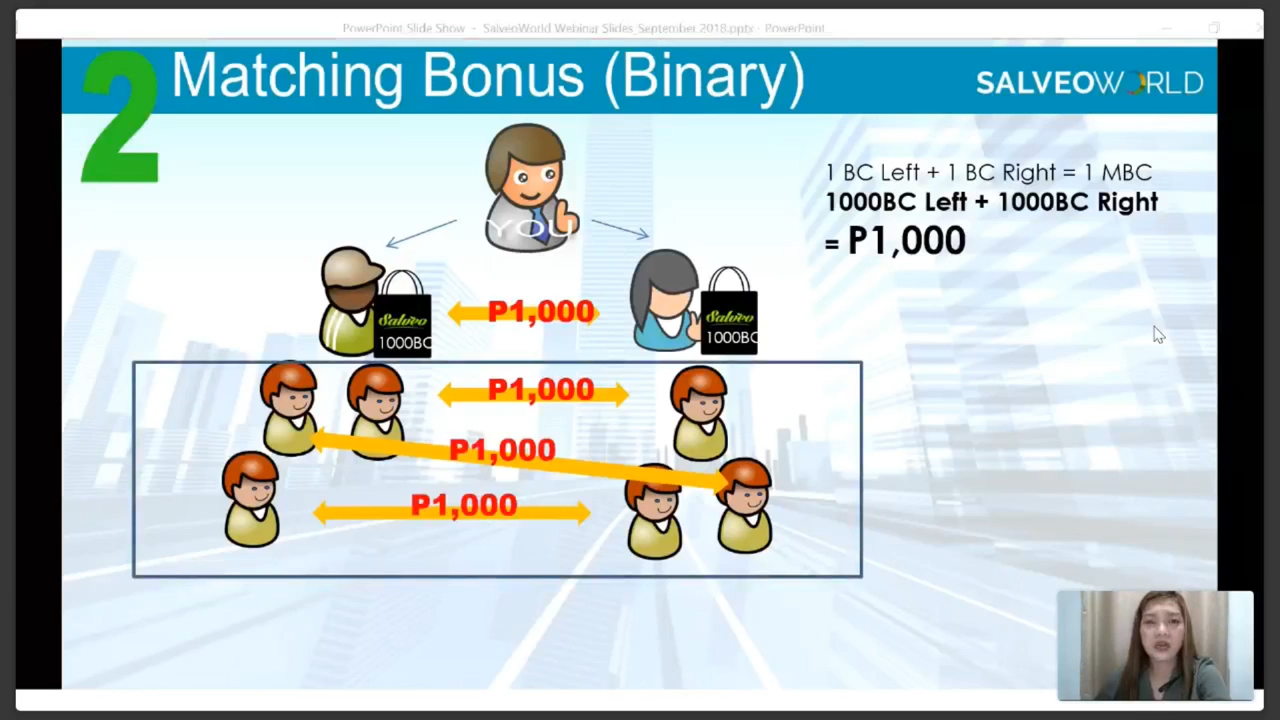 PowerPoint Slide Show - SalveoWorld Webinar Slides_September 2018.pptx - PowerPoint
2 Matching Bonus (Binary)
SALVEOWORLD
1 BC Left + 1 BC Right = 1 MBC
1000BC Left + 1000BC Right
= P1,000
YOU
Salveo
1000BC
P1,000
Salveo
1000BC
P1,000
P1,000
P1,000